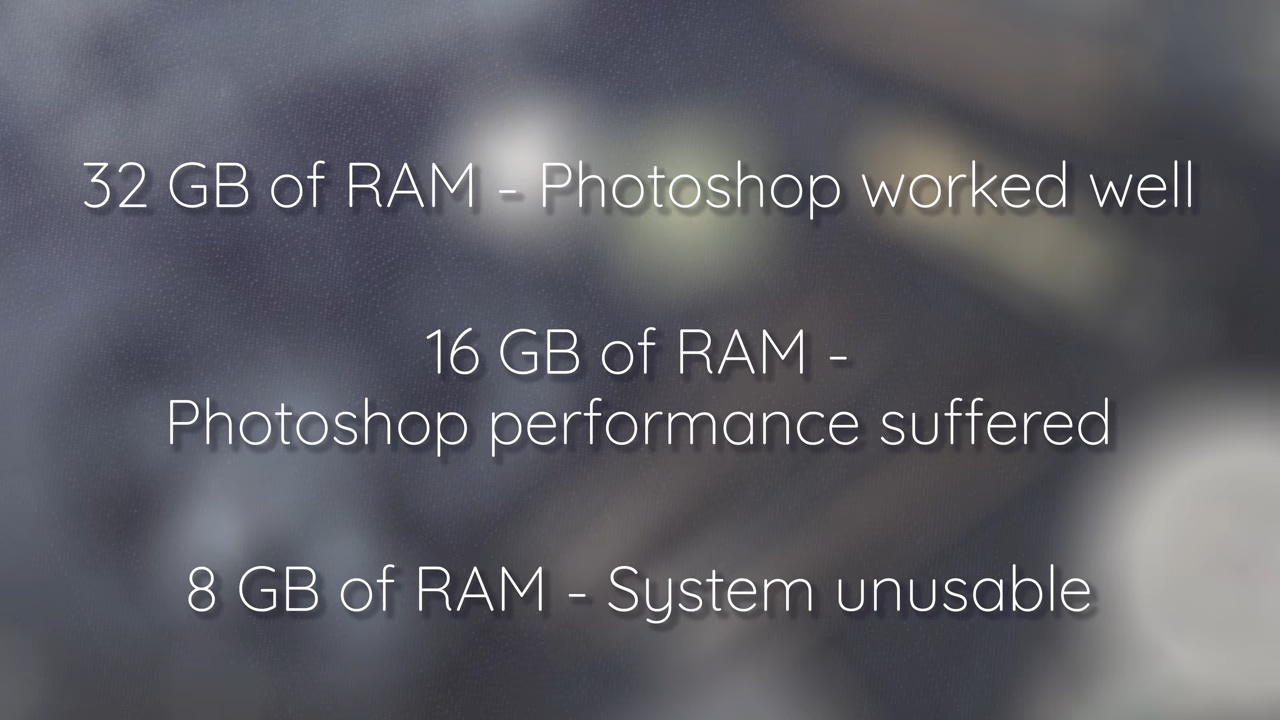 32 GB of RAM - Photoshop worked well
16 GB of RAM -
Photoshop performance suffered
8 GB of RAM - System unusable